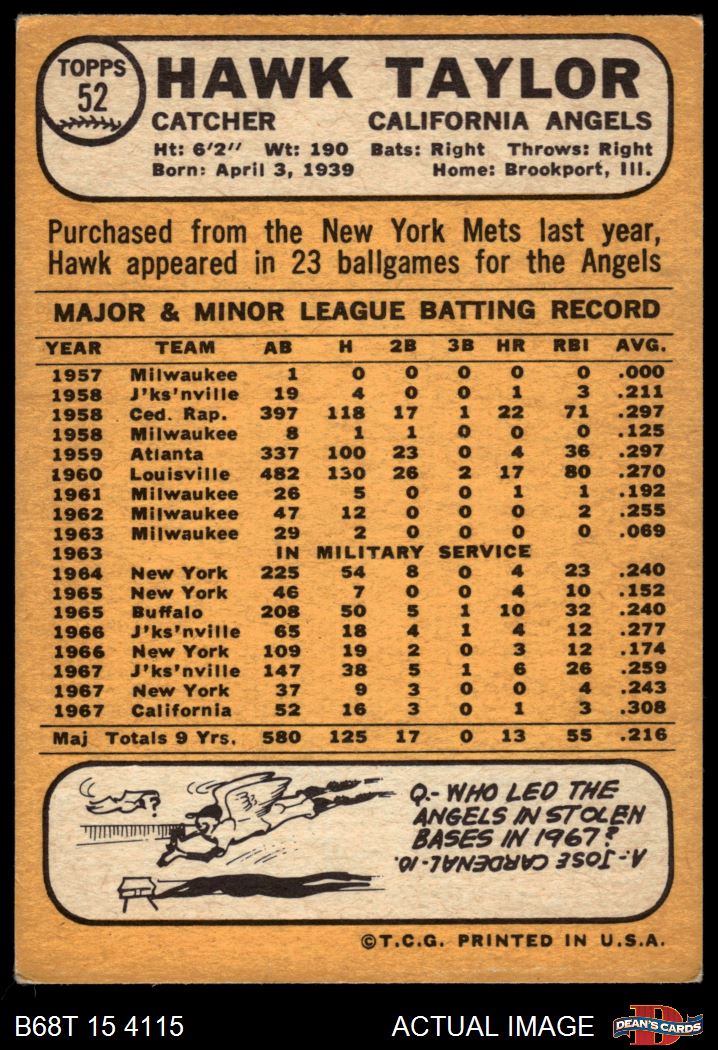 TOPPS
52
HAWK TAYLOR
CATCHER CALIFORNIA ANGELS
Ht: 6'2" Wt: 190 Bats: Right Throws: Right
Born: April 3, 1939 Home: Brookport, Ill.
Purchased from the New York Mets last year,
Hawk appeared in 23 ballgames for the Angels
MAJOR & MINOR LEAGUE BATTING RECORD
YEAR TEAM AB H 2B 3B HR RBI AVG.
1957 Milwaukee 1 0 0 0 0 0 .000
1958 J'ks'nville 19 4 0 0 1 3 .211
1958 Ced. Rap. 397 118 17 1 22 71 .297
1958 Milwaukee 8 1 1 0 0 0 .125
1959 Atlanta 337 100 23 0 4 36 .297
1960 Louisville 482 130 26 2 17 80 .270
1961 Milwaukee 26 5 0 0 1 1 .192
1962 Milwaukee 47 12 0 0 0 2 .255
1963 Milwaukee 29 2 0 0 0 0 .069
1963 IN MILITARY SERVICE
1964 New York 225 54 8 0 4 23 .240
1965 New York 46 7 0 0 4 10 .152
1965 Buffalo 208 50 5 1 10 32 .240
1966 J'ks'nville 65 18 4 1 4 12 .277
1966 New York 109 19 2 0 3 12 .174
1967 J'ks'nville 147 38 5 1 6 26 .259
1967 New York 37 9 3 0 0 4 .243
1967 California 52 16 3 0 1 3 .308
Maj Totals 9 Yrs. 580 125 17 0 13 55 .216
?
Q.- WHO LED THE
ANGELS IN STOLEN
BASES IN 1967?
A.- JOSE CARDENAL-10.
©T.C.G. PRINTED IN U.S.A.
B68T 15 4115 ACTUAL IMAGE
D
DEAN'S CARDS